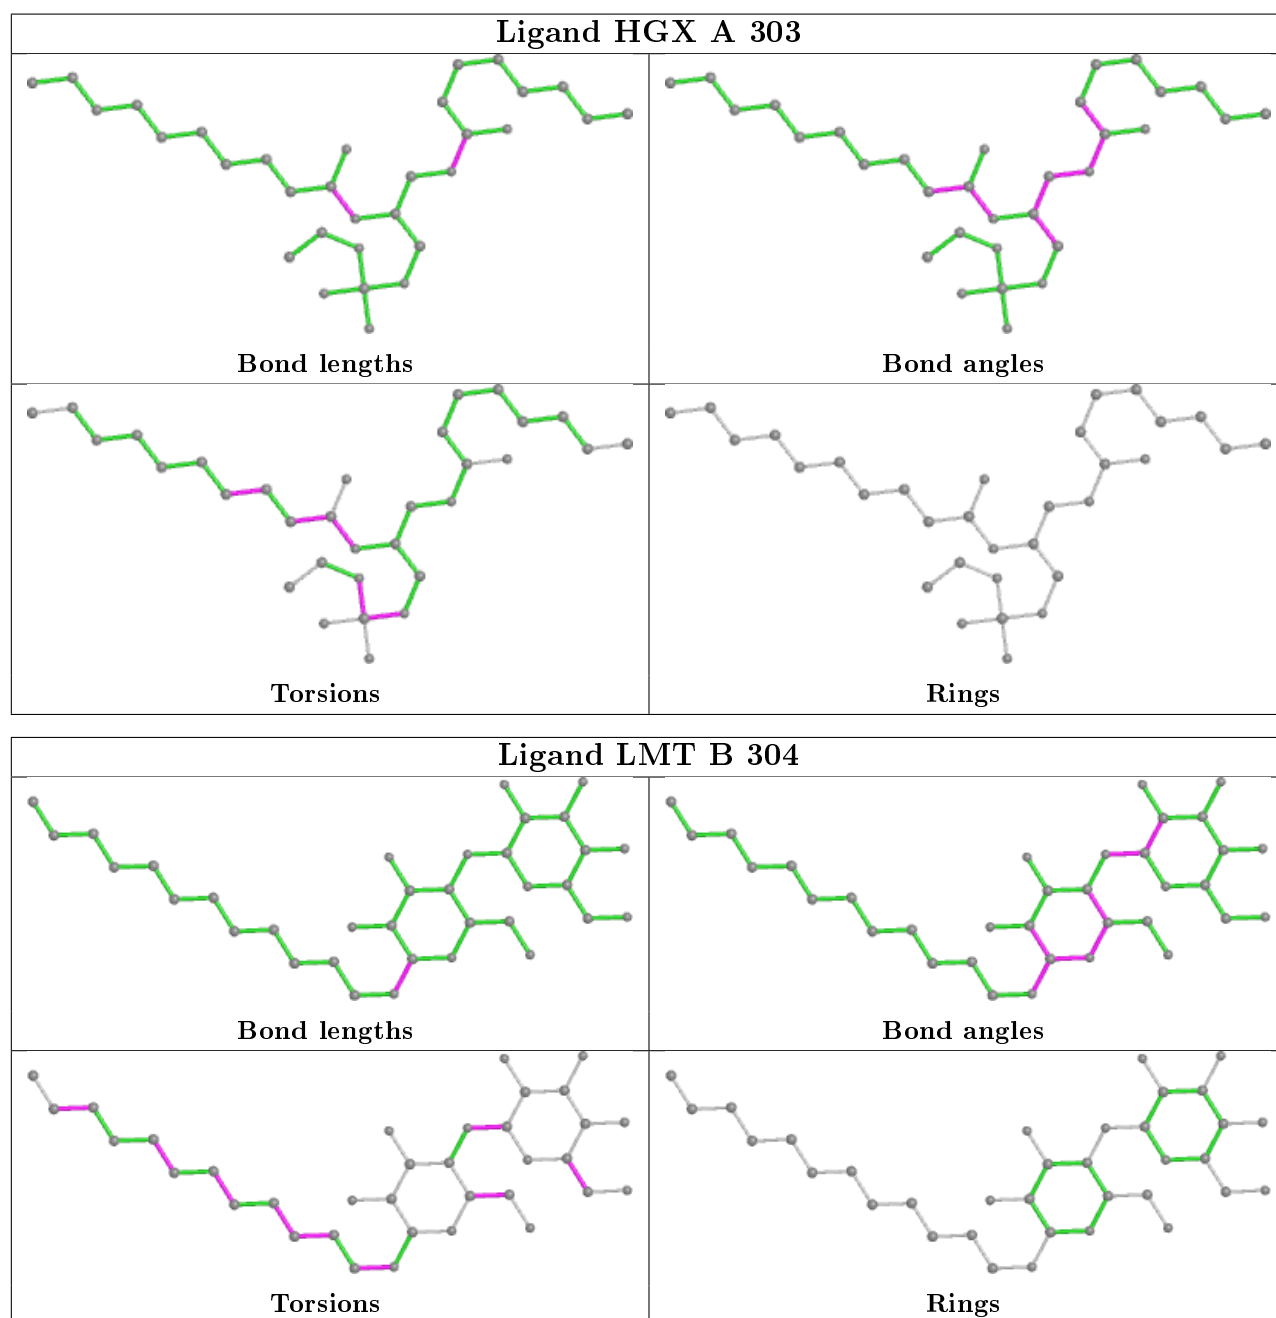 Ligand HGX A 303
Bond lengths
Bond angles
Torsions
Rings
Ligand LMT B 304
Bond lengths
Bond angles
Torsions
Rings